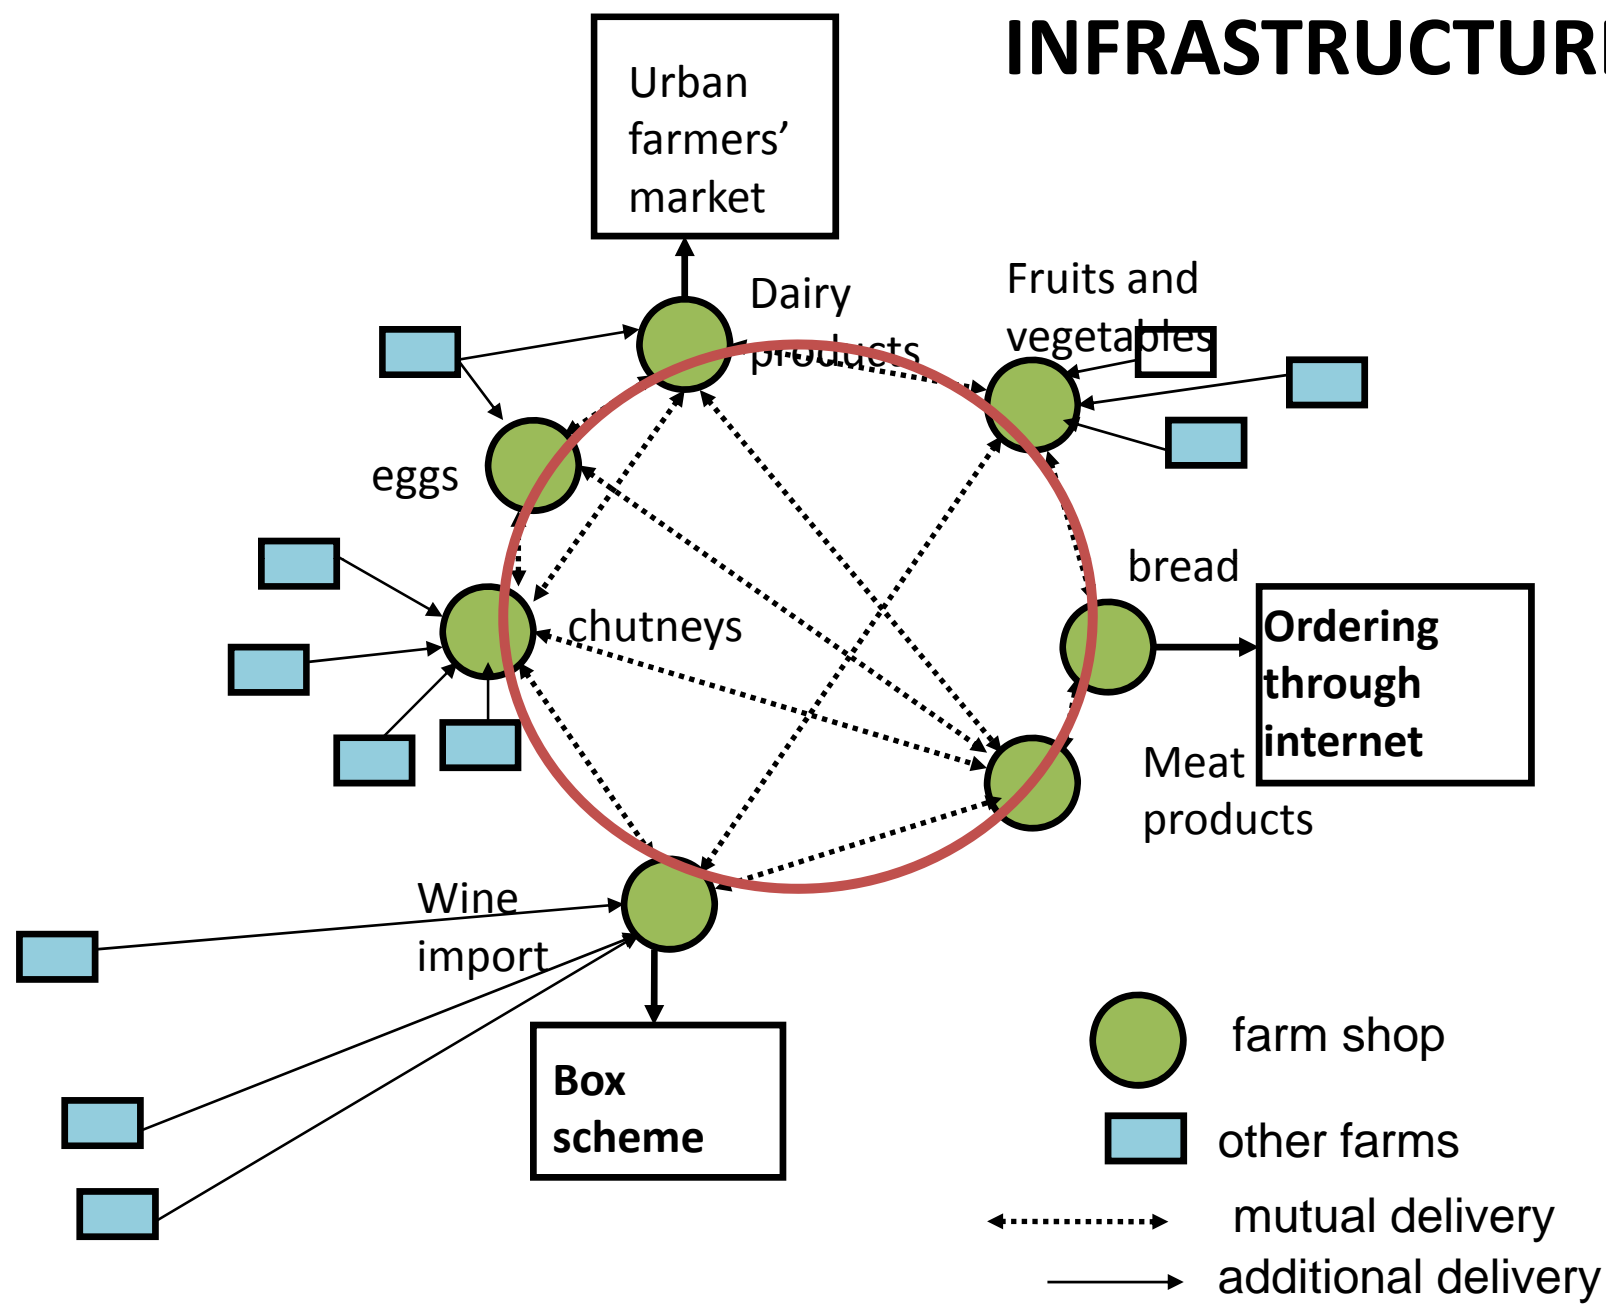 INFRASTRUCTURE
Urban
farmers’
market
Dairy
products
Fruits and
vegetables
eggs
bread
chutneys
Ordering
through
internet
Meat
products
Wine
import
Box
scheme
farm shop
other farms
mutual delivery
additional delivery